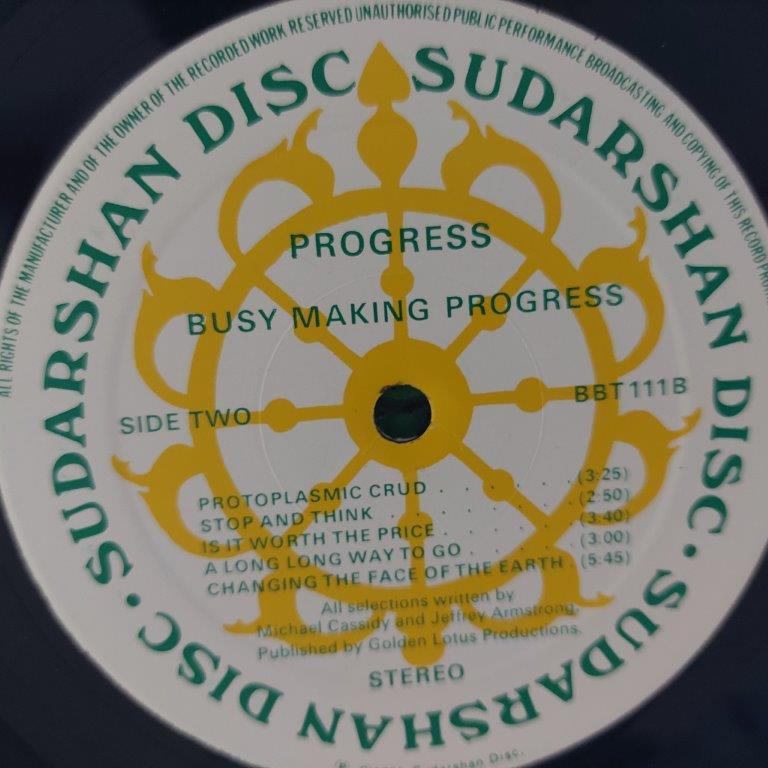 ALL RIGHTS OF THE MANUFACTURER AND OF THE OWNER OF THE RECORDED WORK RESERVED UNAUTHORISED PUBLIC PERFORMANCE BROADCASTING AND COPYING OF THIS RECORD
SUDARSHAN DISC · SUDARSHAN DISC · SUDARSHAN DISC
PROGRESS
BUSY MAKING PROGRESS
SIDE TWO
BBT111B
PROTOPLASMIC CRUD . . . . . . (3:25)
STOP AND THINK . . . . . . (2:50)
IS IT WORTH THE PRICE . . . . . (3:40)
A LONG LONG WAY TO GO . . . . . (3:00)
CHANGING THE FACE OF THE EARTH . (5:45)
All selections written by
Michael Cassidy and Jeffrey Armstrong.
Published by Golden Lotus Productions.
STEREO
Sudarshan Disc.